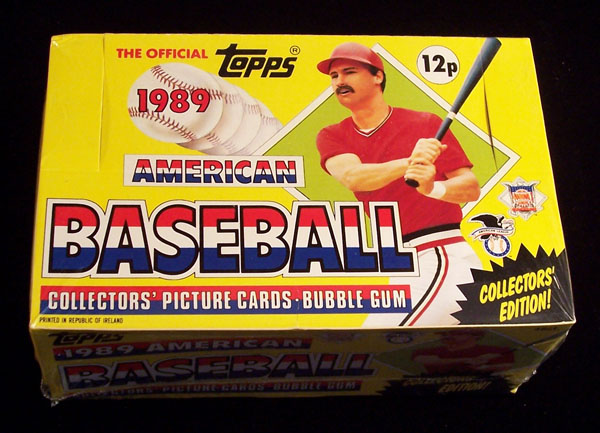 THE OFFICIAL Topps®
12p
1989
AMERICAN
BASEBALL
COLLECTORS' EDITION!
COLLECTORS' PICTURE CARDS · BUBBLE GUM
PRINTED IN REPUBLIC OF IRELAND
Topps
1989 AMERICAN
BASEBALL
COLLECTORS' PICTURE CARDS · BUBBLE GUM
EDITION!